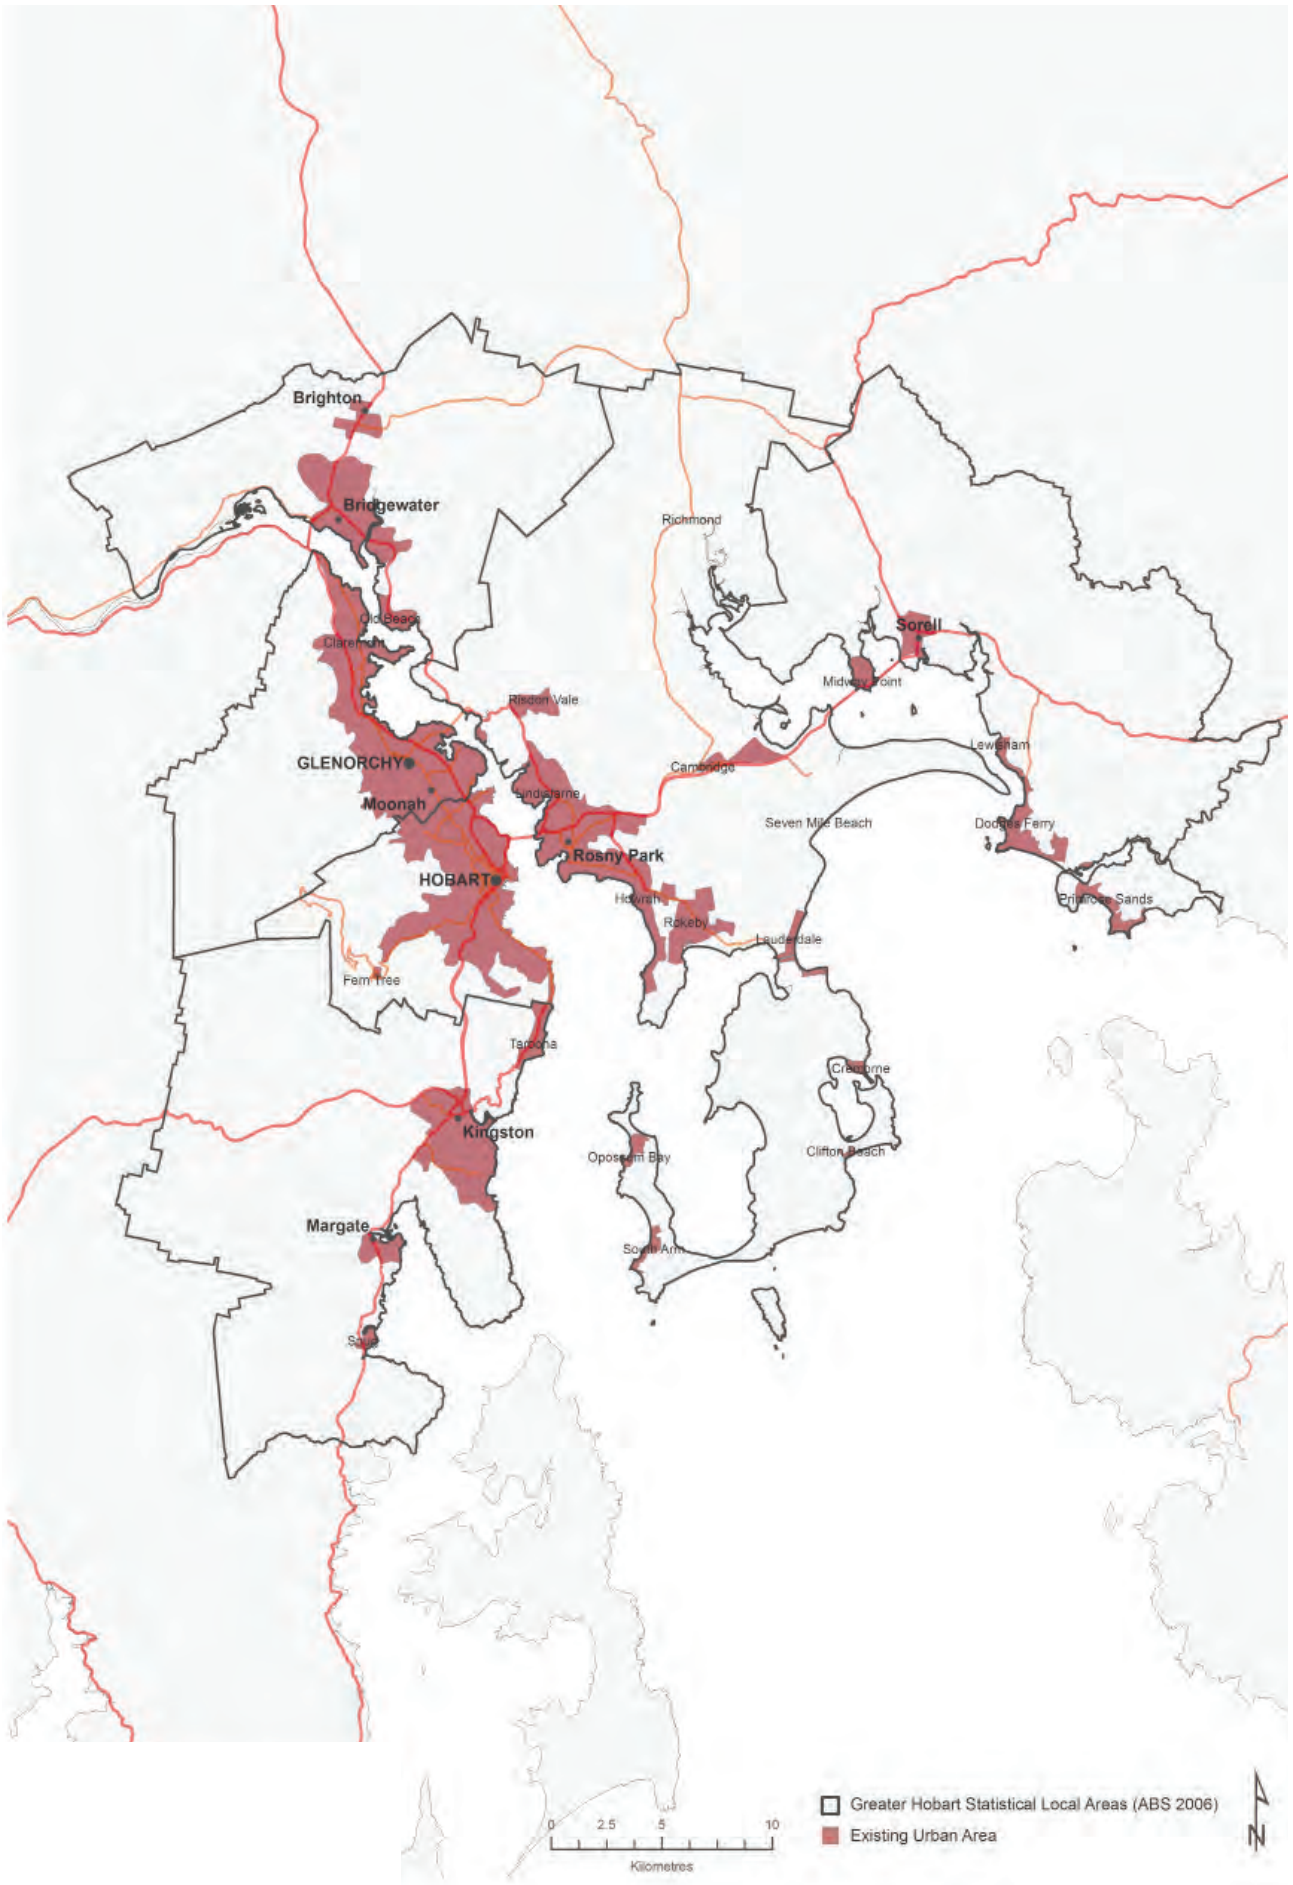 Brighton
Bridgewater
Richmond
Old Beach
Sorell
Claremont
Midway Point
Risdon Vale
Lewisham
GLENORCHY
Cambridge
Lindisfarne
Moonah
Seven Mile Beach
Dodges Ferry
Rosny Park
HOBART
Howrah
Primrose Sands
Rokeby
Lauderdale
Fern Tree
Taroona
Cremorne
Kingston
Clifton Beach
Opossum Bay
Margate
South Arm
Greater Hobart Statistical Local Areas (ABS 2006)
0 2.5 5 10
Existing Urban Area
Kilometres
N